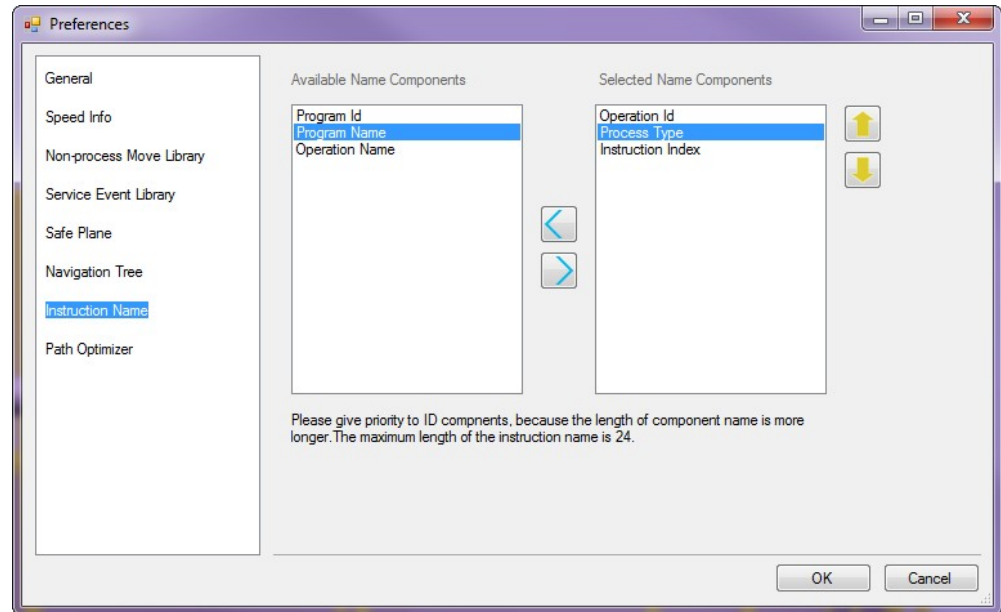 Preferences
General
Speed Info
Non-process Move Library
Service Event Library
Safe Plane
Navigation Tree
Instruction Name
Path Optimizer
Available Name Components
Program Id
Program Name
Operation Name
Selected Name Components
Operation Id
Process Type
Instruction Index
Please give priority to ID compnents, because the length of component name is more
longer.The maximum length of the instruction name is 24.
OK
Cancel